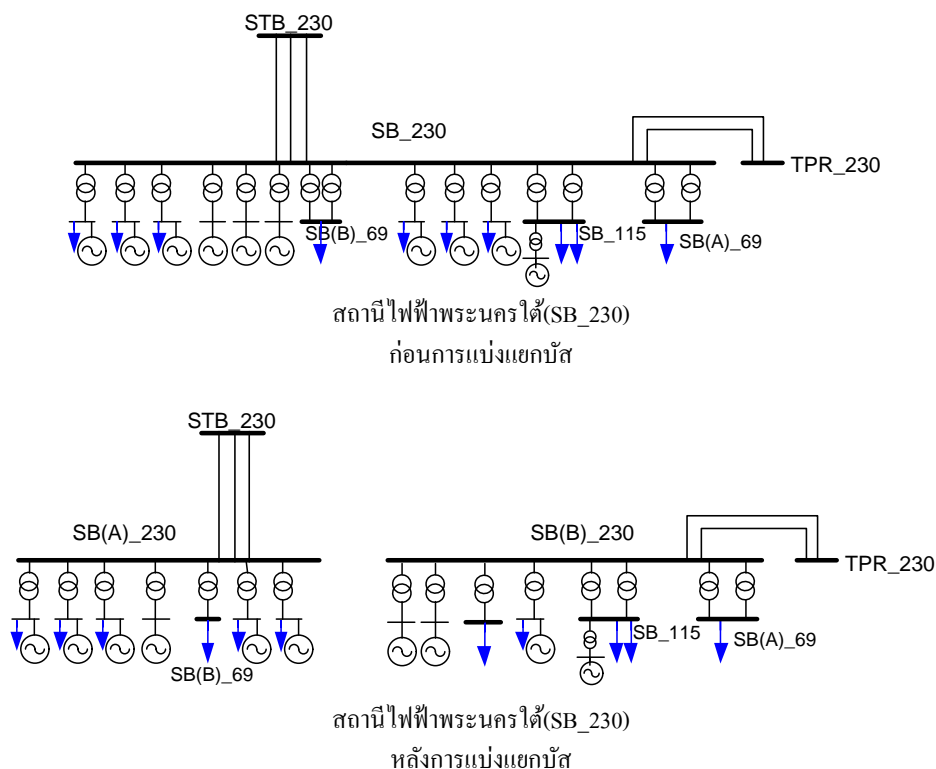 STB_230
SB_230
TPR_230
SB(B)_69
SB_115
SB(A)_69
สถานีไฟฟ้าพระนครใต้(SB_230)
ก่อนการแบ่งแยกบัส
STB_230
SB(A)_230
SB(B)_230
TPR_230
SB_115
SB(A)_69
SB(B)_69
สถานีไฟฟ้าพระนครใต้(SB_230)
หลังการแบ่งแยกบัส